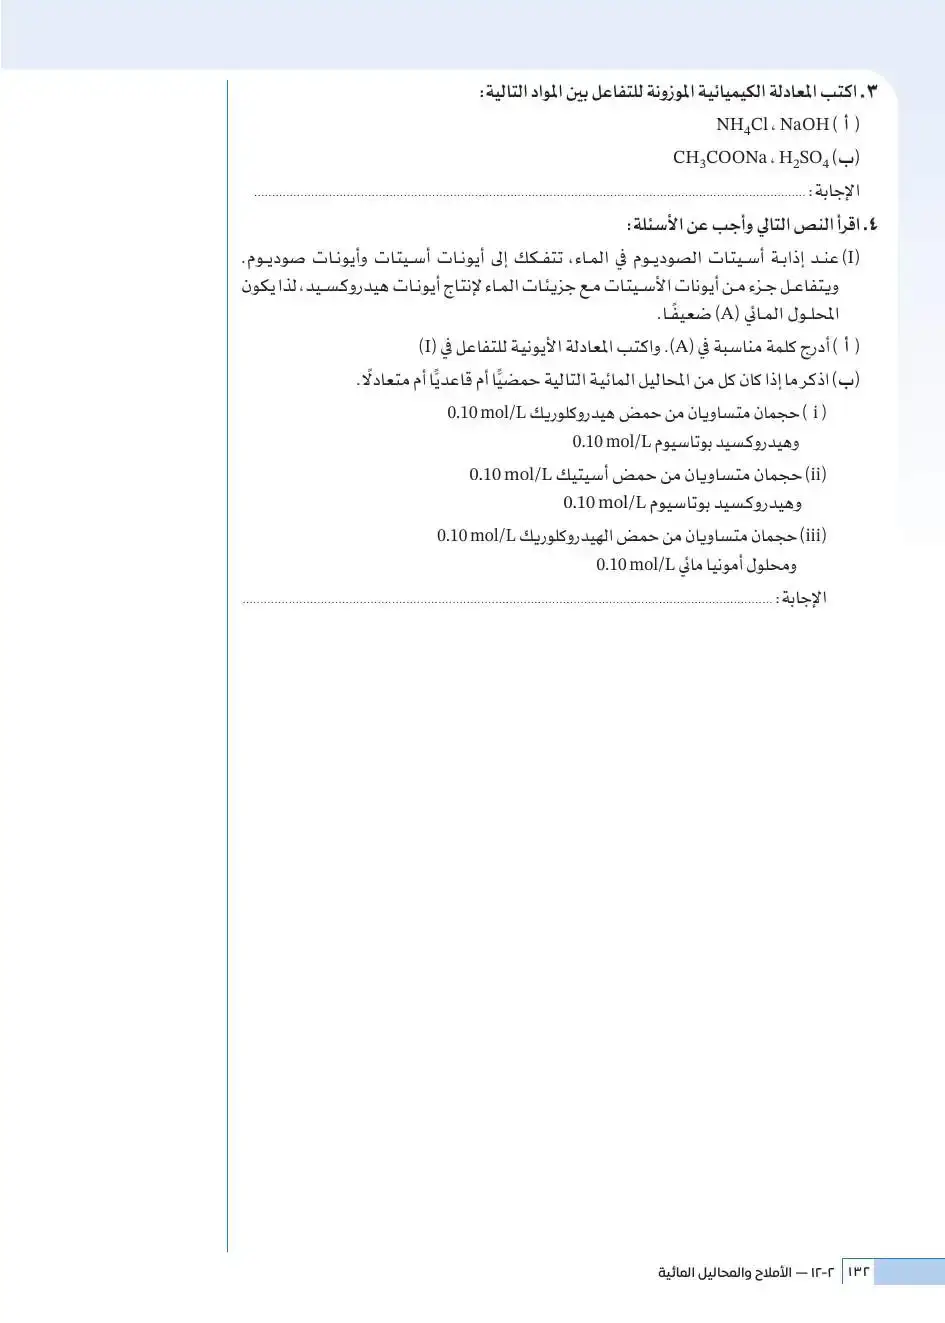 ٣. اكتب المعادلة الكيميائية الموزونة للتفاعل بين المواد التالية:
( أ ) NH₄Cl ، NaOH
(ب) CH₃COONa ، H₂SO₄
الإجابة: ........................................................................
٤. اقرأ النص التالي وأجب عن الأسئلة:
(I) عند إذابة أسيتات الصوديوم في الماء، تتفكك إلى أيونات أسيتات وأيونات صوديوم.
ويتفاعل جزء من أيونات الأسيتات مع جزيئات الماء لإنتاج أيونات هيدروكسيد، لذا يكون
المحلول المائي (A) ضعيفًا.
( أ ) أدرج كلمة مناسبة في (A). واكتب المعادلة الأيونية للتفاعل في (I)
(ب) اذكر ما إذا كان كل من المحاليل المائية التالية حمضيًّا أم قاعديًّا أم متعادلًا.
( i ) حجمان متساويان من حمض هيدروكلوريك 0.10 mol/L
وهيدروكسيد بوتاسيوم 0.10 mol/L
(ii) حجمان متساويان من حمض أسيتيك 0.10 mol/L
وهيدروكسيد بوتاسيوم 0.10 mol/L
(iii) حجمان متساويان من حمض الهيدروكلوريك 0.10 mol/L
ومحلول أمونيا مائي 0.10 mol/L
الإجابة: ........................................................................
١٣٢ ٢-١٢ — الأملاح والمحاليل المائية